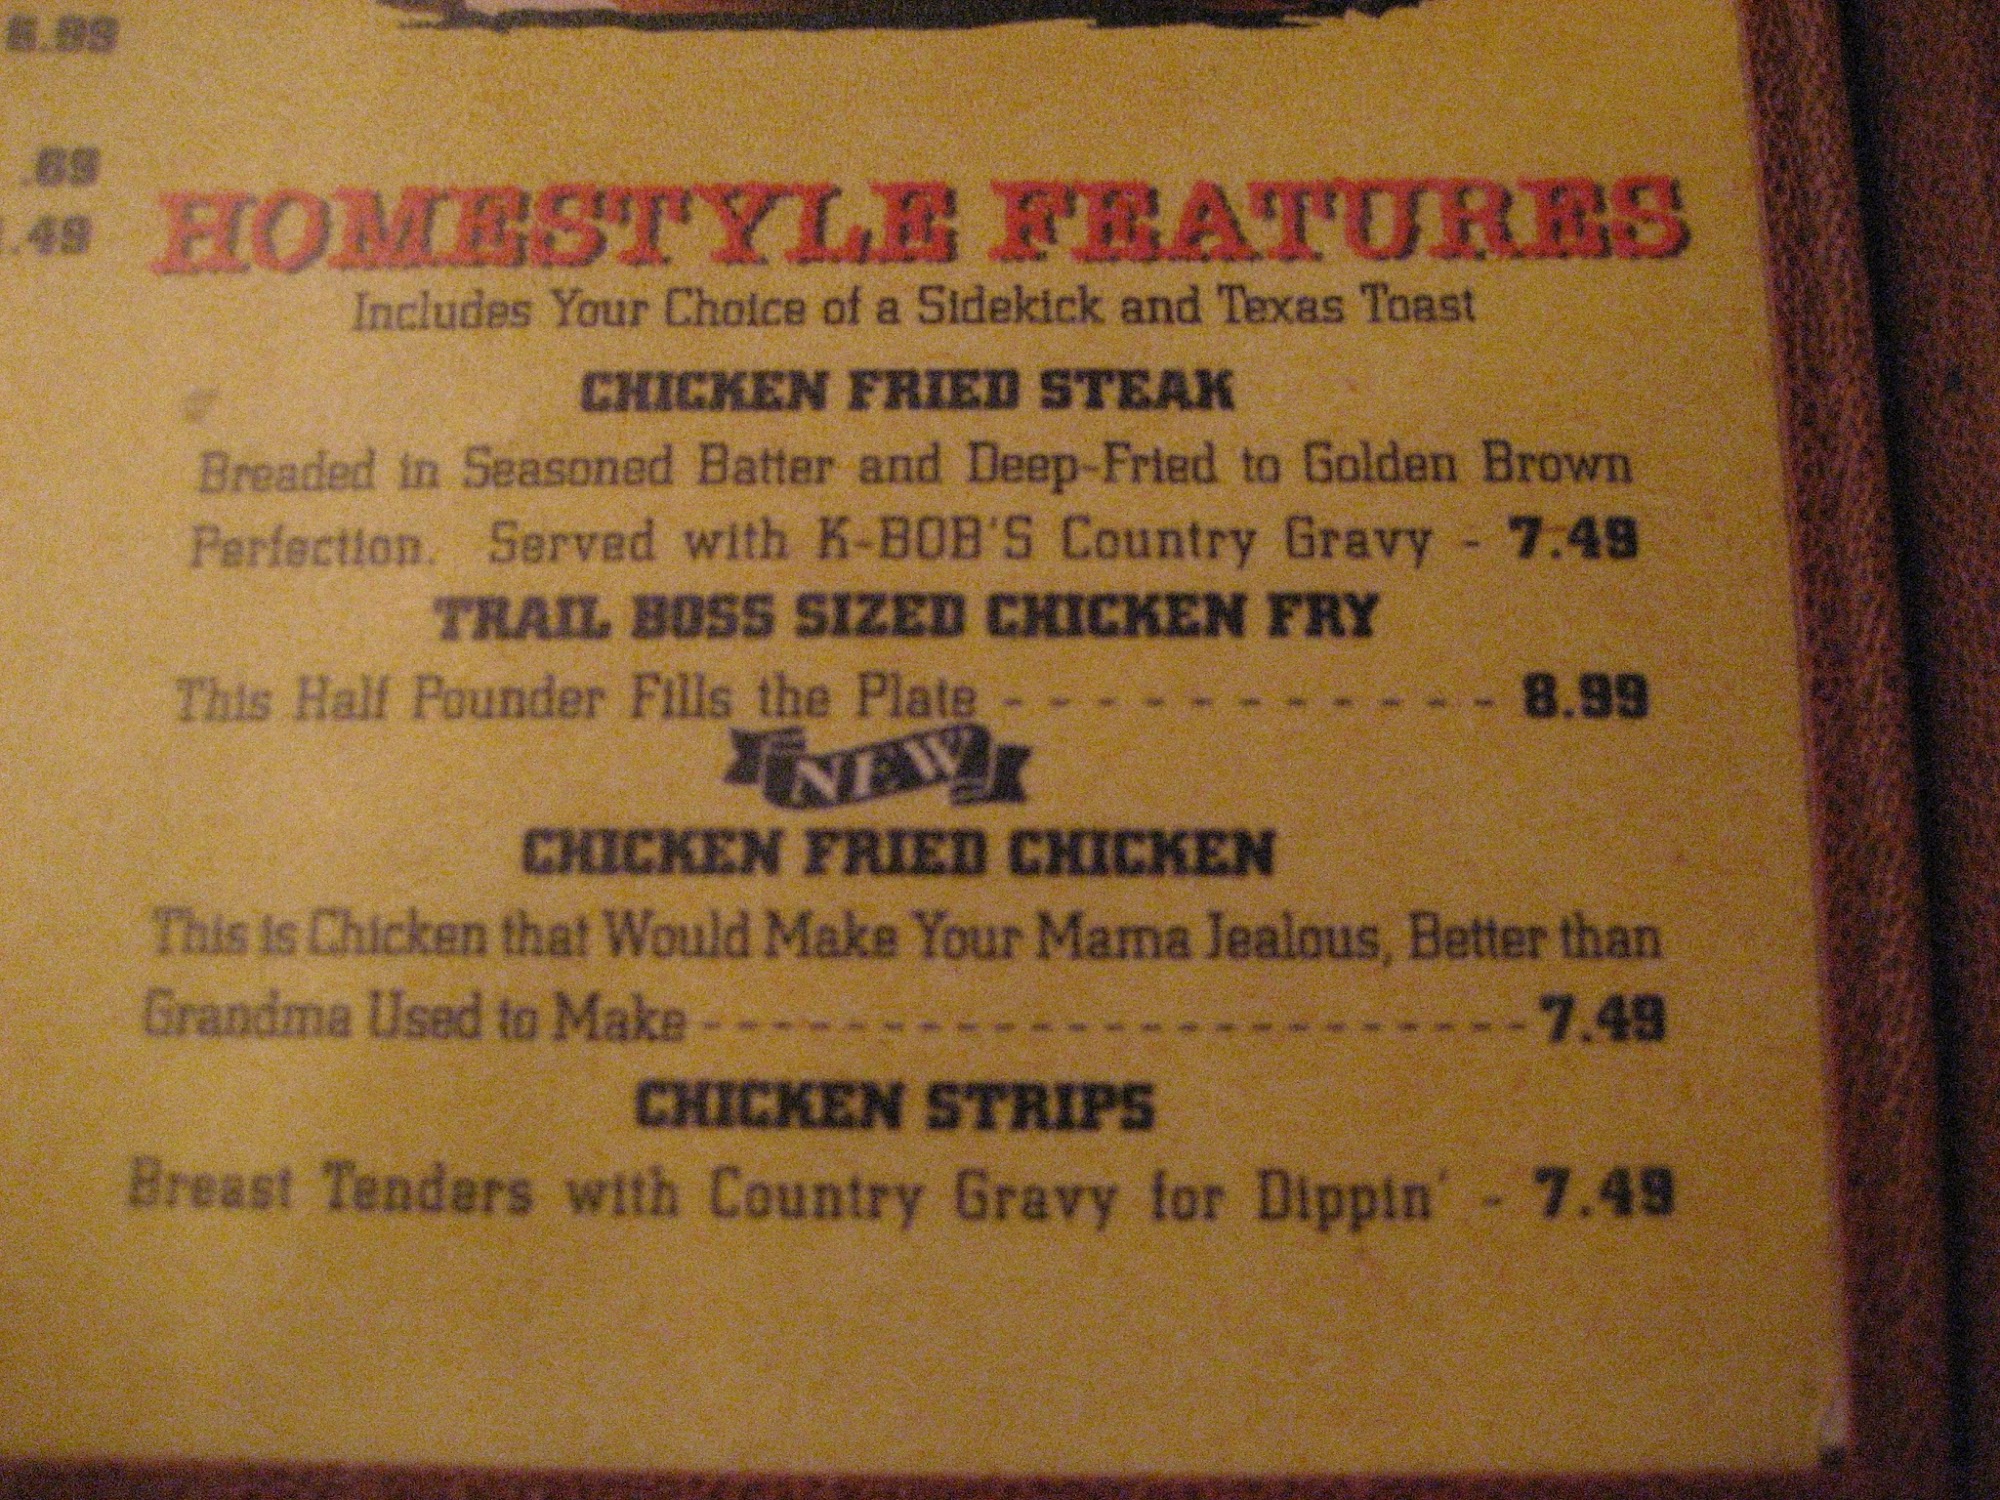 6.99
.69
.49
HOMESTYLE FEATURES
Includes Your Choice of a Sidekick and Texas Toast
CHICKEN FRIED STEAK
Breaded in Seasoned Batter and Deep-Fried to Golden Brown
Perfection. Served with K-BOB'S Country Gravy - 7.49
TRAIL BOSS SIZED CHICKEN FRY
This Half Pounder Fills the Plate - - - - - - - - - - - - 8.99
NEW
CHICKEN FRIED CHICKEN
This is Chicken that Would Make Your Mama Jealous, Better than
Grandma Used to Make - - - - - - - - - - - - - - - - - - - - - - - 7.49
CHICKEN STRIPS
Breast Tenders with Country Gravy for Dippin' - 7.49